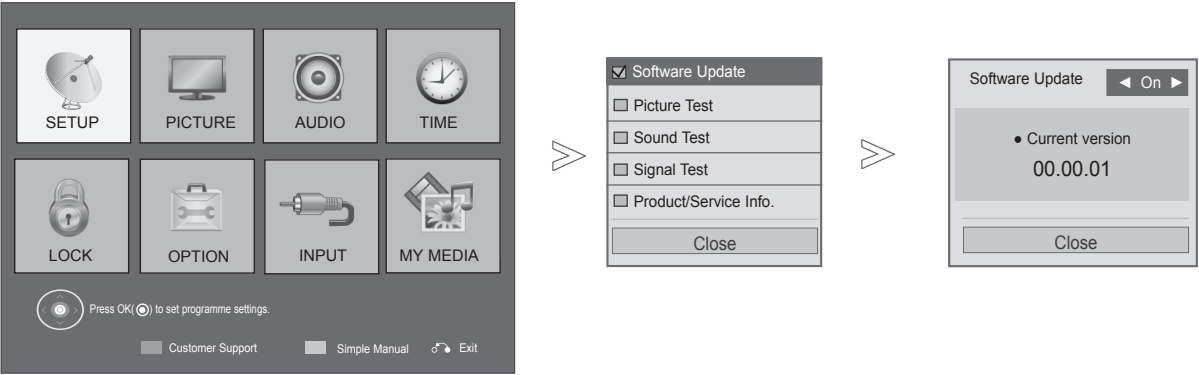 SETUP PICTURE AUDIO TIME
LOCK OPTION INPUT MY MEDIA
Press OK( ) to set programme settings.
Customer Support Simple Manual Exit
Software Update
Picture Test
Sound Test
Signal Test
Product/Service Info.
Close
Software Update ◄ On ►
• Current version
00.00.01
Close